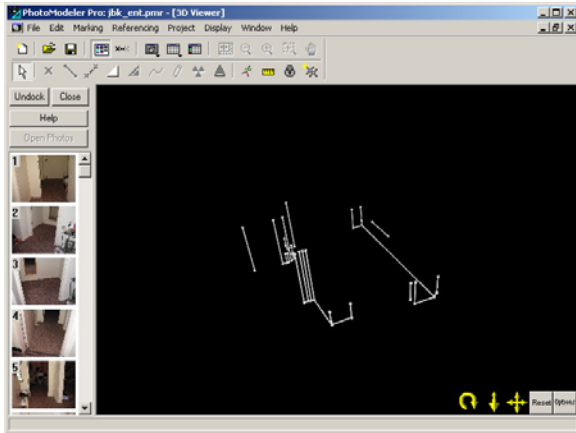 PhotoModeler Pro: jbk_ent.pmr - [3D Viewer]
File Edit Marking Referencing Project Display Window Help
Undock Close
Help
Open Photos
1
2
3
4
5
Reset Options